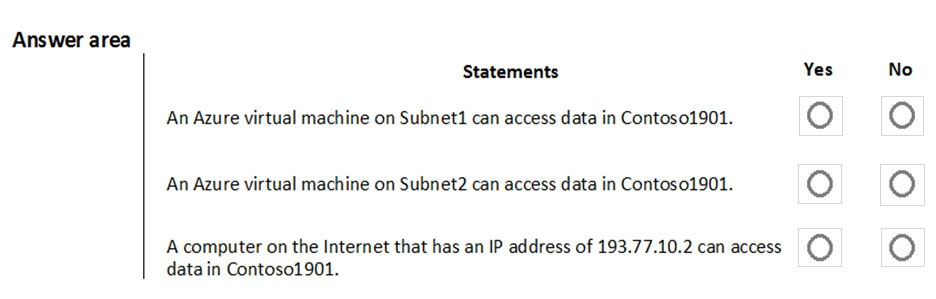 Answer area
Statements Yes No
An Azure virtual machine on Subnet1 can access data in Contoso1901.
An Azure virtual machine on Subnet2 can access data in Contoso1901.
A computer on the Internet that has an IP address of 193.77.10.2 can access
data in Contoso1901.